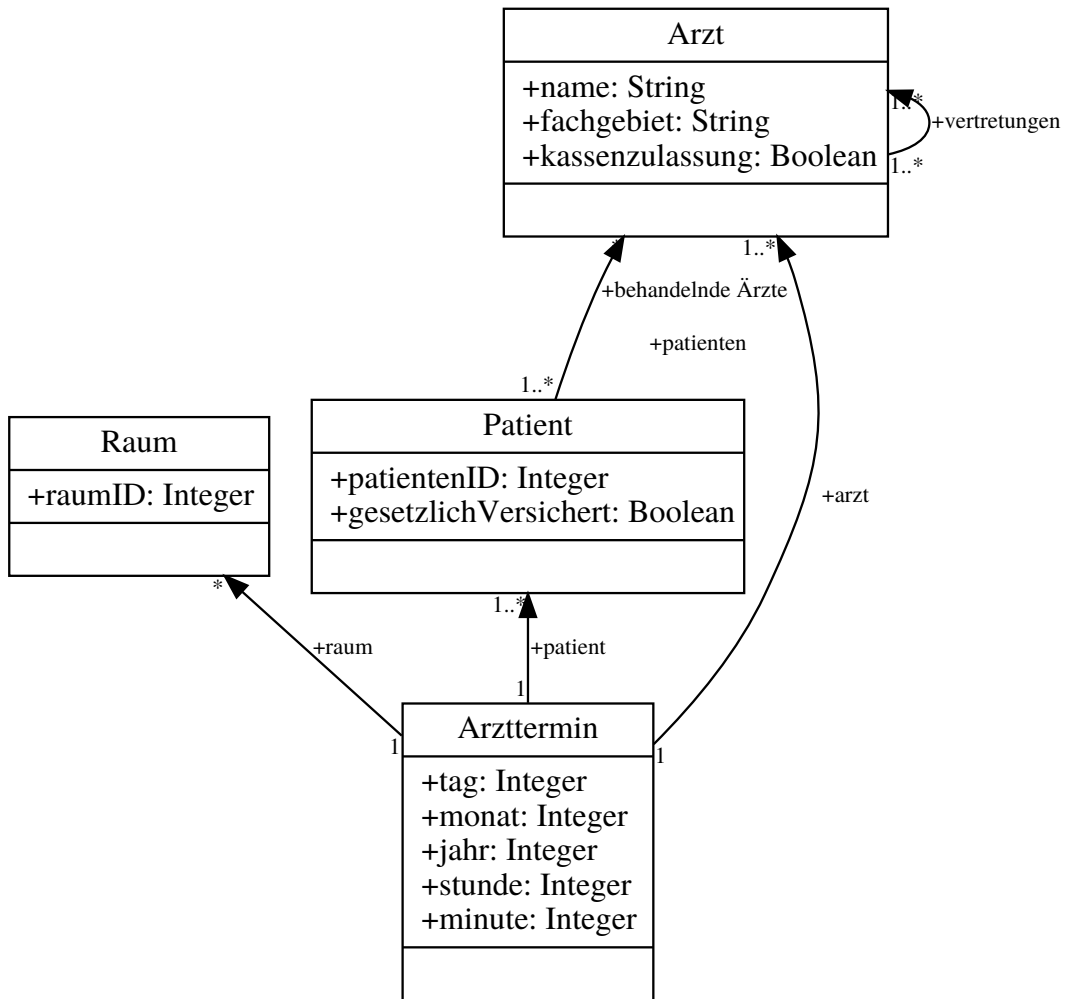 Arzt
+name: String
+fachgebiet: String
+kassenzulassung: Boolean
1..*
+vertretungen
1..*
*
1..*
+behandelnde Ärzte
+patienten
1..*
Raum
+raumID: Integer
Patient
+patientenID: Integer
+gesetzlichVersichert: Boolean
+arzt
*
1..*
+raum
+patient
1
1
1
Arzttermin
+tag: Integer
+monat: Integer
+jahr: Integer
+stunde: Integer
+minute: Integer